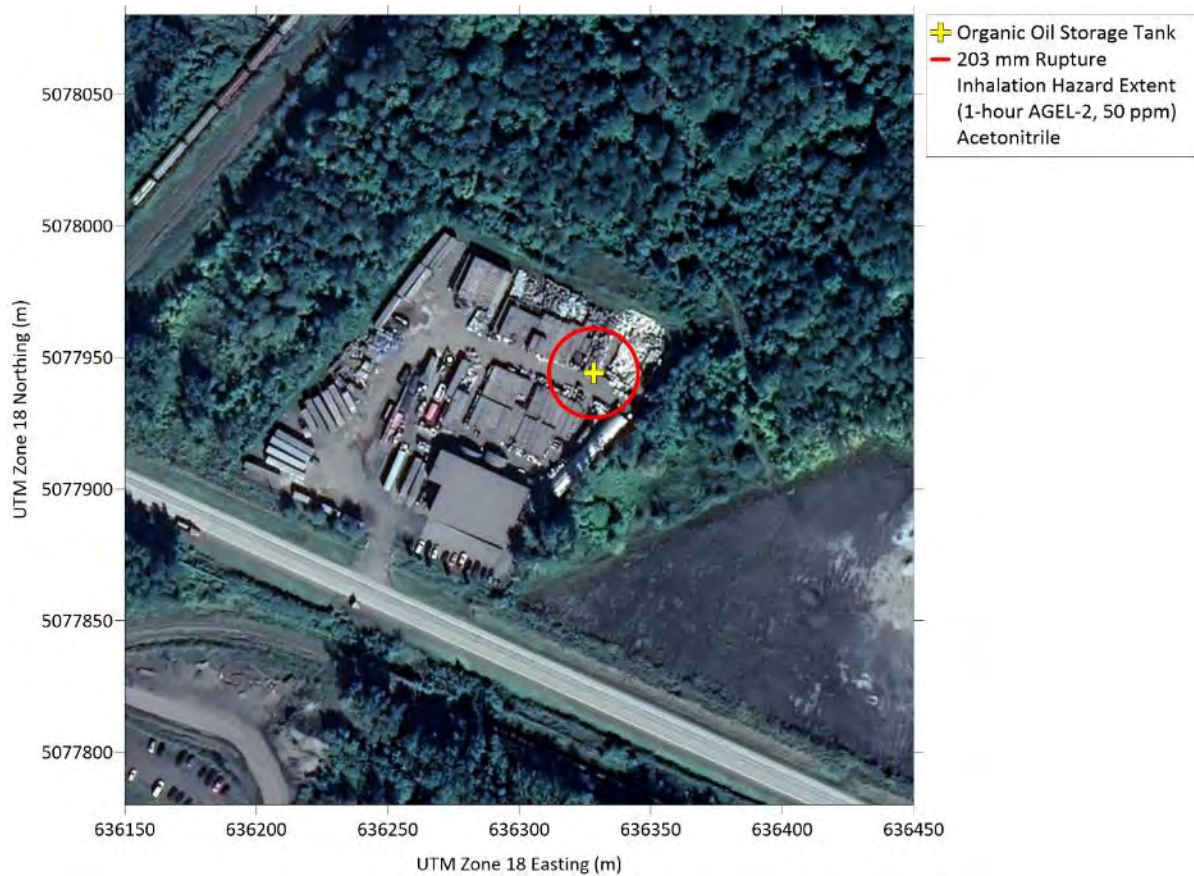 Organic Oil Storage Tank
203 mm Rupture
Inhalation Hazard Extent
(1-hour AGEL-2, 50 ppm)
Acetonitrile
UTM Zone 18 Northing (m)
5078050
5078000
5077950
5077900
5077850
5077800
636150 636200 636250 636300 636350 636400 636450
UTM Zone 18 Easting (m)